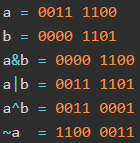 a = 0011 1100
b = 0000 1101
a&b = 0000 1100
a|b = 0011 1101
a^b = 0011 0001
~a  = 1100 0011